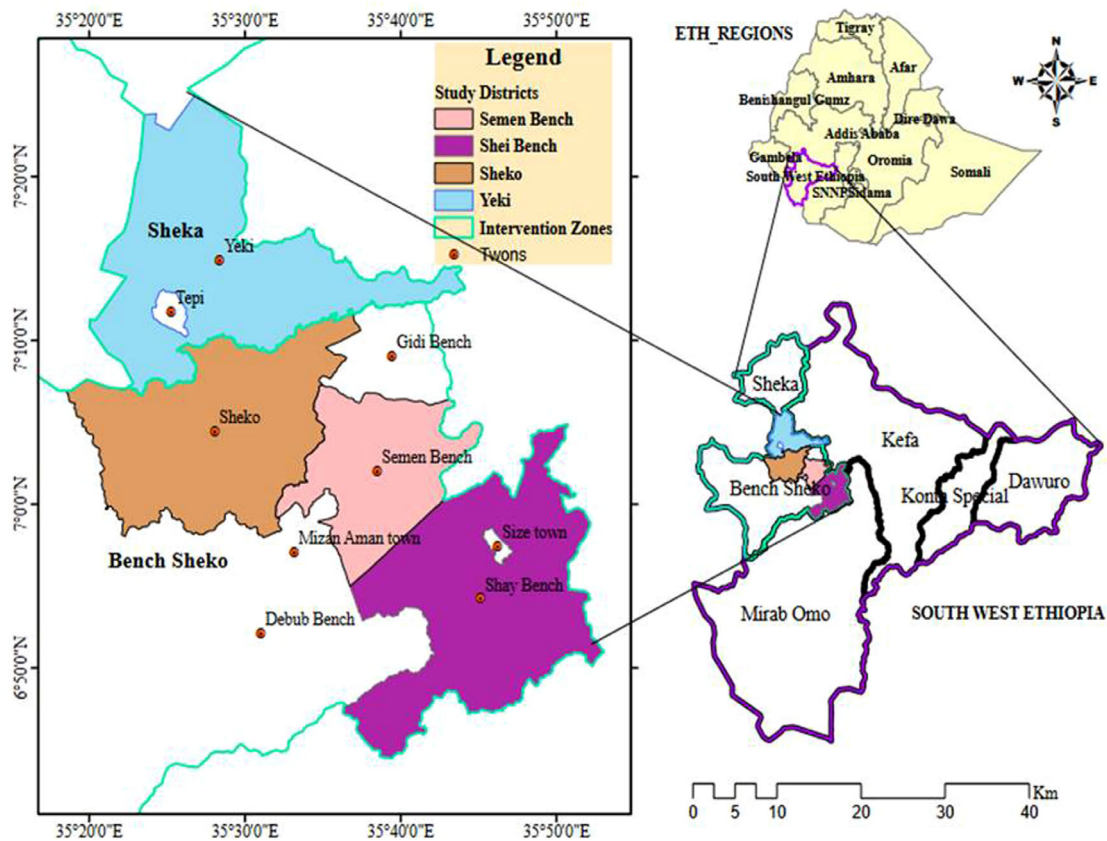 35°20'0"E 35°30'0"E 35°40'0"E 35°50'0"E
7°20'0"N
7°10'0"N
7°0'0"N
6°50'0"N
Legend
Study Districts
Semen Bench
Shei Bench
Sheko
Yeki
Intervention Zones
Twons
Sheka
Yeki
Tepi
Gidi Bench
Sheko
Semen Bench
Mizan Aman town
Size town
Bench Sheko
Shay Bench
Debub Bench
35°20'0"E 35°30'0"E 35°40'0"E 35°50'0"E
ETH_REGIONS
Tigray
Afar
Amhara
Benishangul Gumz
Dire-Dawa
Addis Ababa
Gambela
Oromia
Somali
South West Ethiopia
SNNPSidama
N
W E
S
Sheka
Kefa
Bench Sheko
Konta Special
Dawuro
Mirab Omo
SOUTH WEST ETHIOPIA
Km
0 5 10 20 30 40